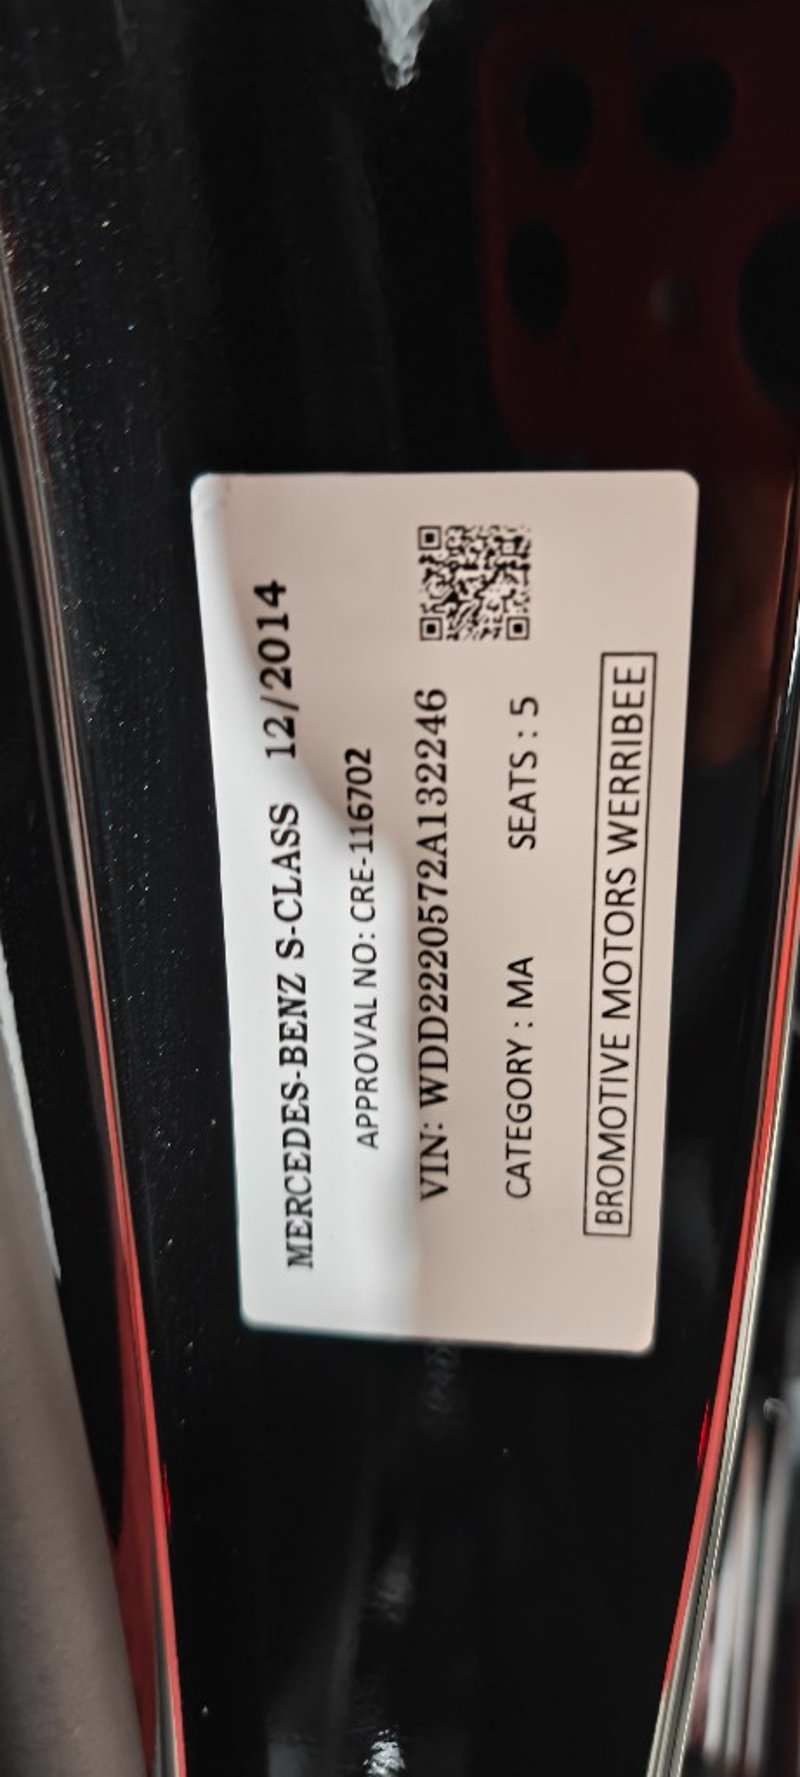 MERCEDES-BENZ S-CLASS 12/2014
APPROVAL NO: CRE-116702
VIN: WDD2220572A132246
CATEGORY : MA SEATS : 5
BROMOTIVE MOTORS WERRIBEE